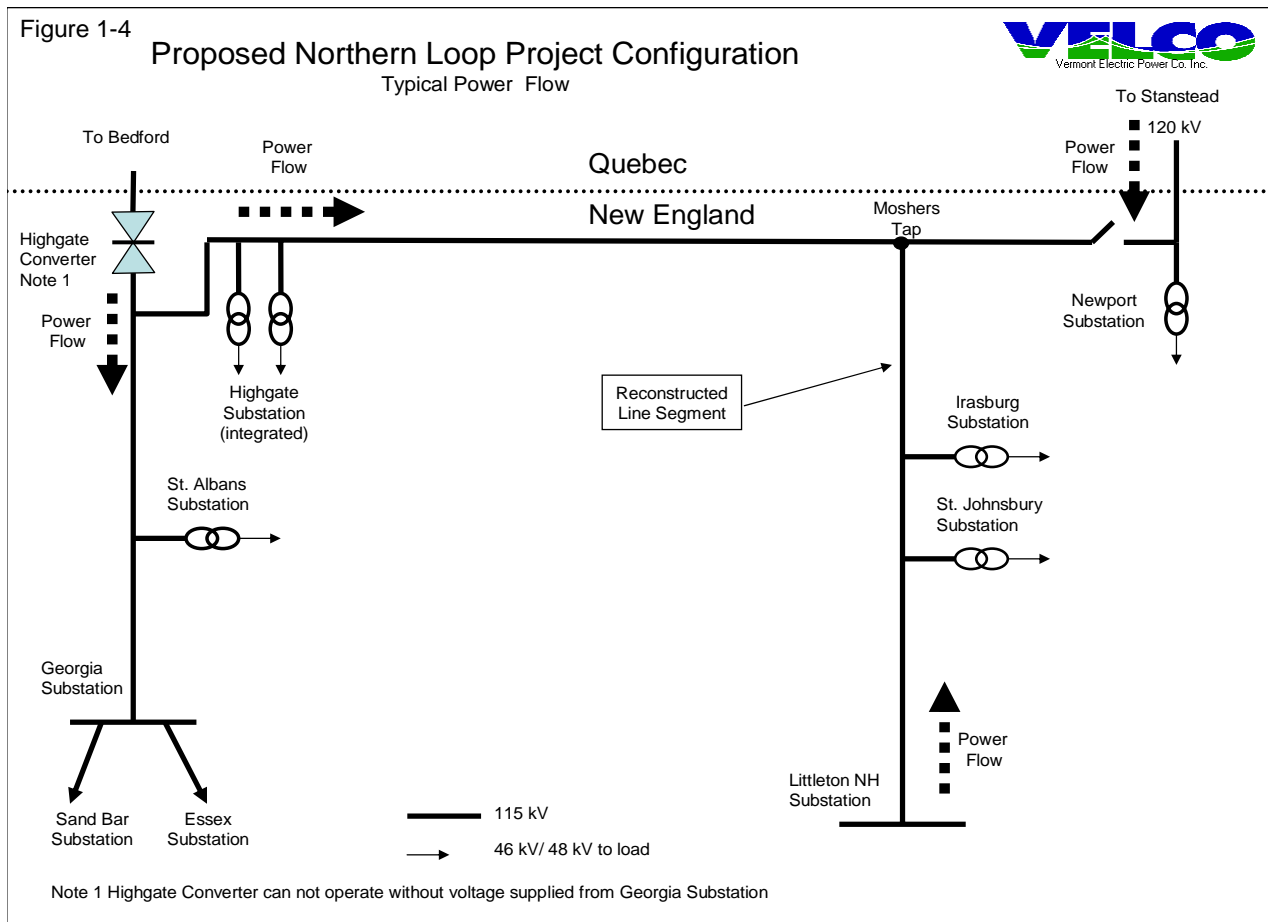 Figure 1-4
Proposed Northern Loop Project Configuration
Typical Power Flow
VELCO
Vermont Electric Power Co. Inc.
To Stanstead
120 kV
To Bedford
Power
Flow
Quebec
Power
Flow
New England
Moshers
Tap
Highgate
Converter
Note 1
Power
Flow
Newport
Substation
Highgate
Substation
(integrated)
Reconstructed
Line Segment
Irasburg
Substation
St. Albans
Substation
St. Johnsbury
Substation
Georgia
Substation
Power
Flow
Littleton NH
Substation
Sand Bar
Substation
Essex
Substation
115 kV
46 kV/ 48 kV to load
Note 1 Highgate Converter can not operate without voltage supplied from Georgia Substation